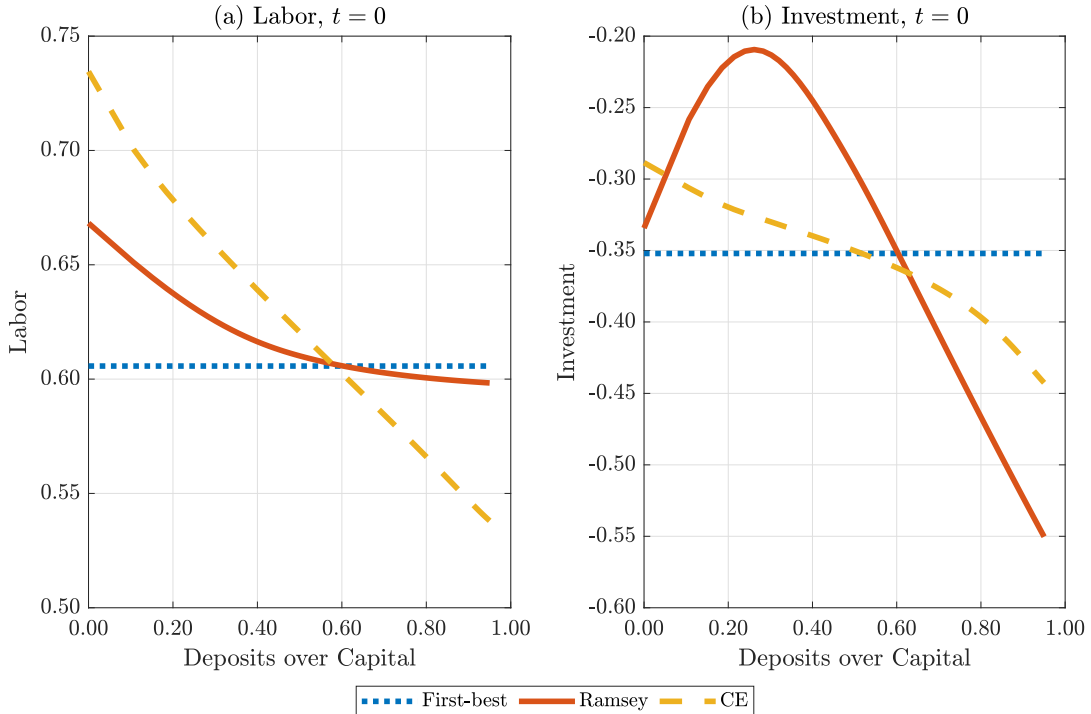 (a) Labor, t = 0
0.75
0.70
0.65
0.60
0.55
0.50
Labor
0.00 0.20 0.40 0.60 0.80 1.00
Deposits over Capital
(b) Investment, t = 0
-0.20
-0.25
-0.30
-0.35
-0.40
-0.45
-0.50
-0.55
-0.60
Investment
0.00 0.20 0.40 0.60 0.80 1.00
Deposits over Capital
First-best Ramsey CE